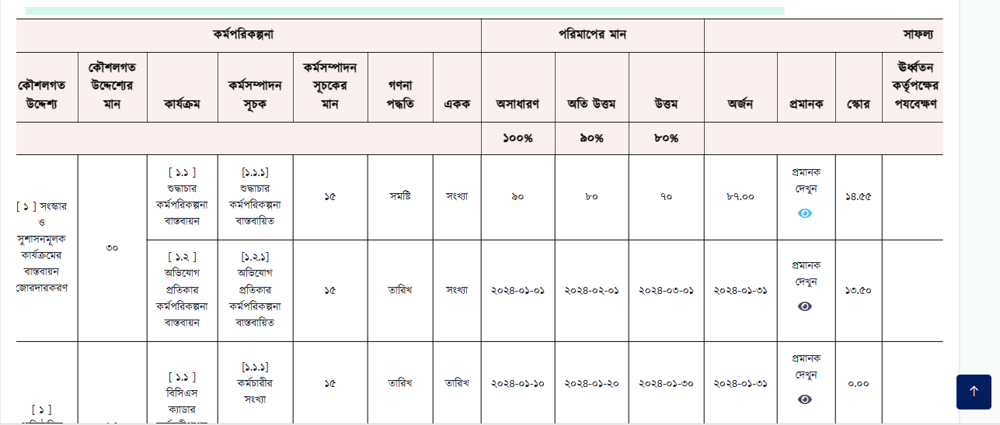 কর্মপরিকল্পনা পরিমাপের মান সাফল্য
কৌশলগত উদ্দেশ্য
কৌশলগত উদ্দেশ্যের মান
কার্যক্রম
কর্মসম্পাদন সূচক
কর্মসম্পাদন সূচকের মান
গণনা পদ্ধতি
একক
অসাধারণ
অতি উত্তম
উত্তম
অর্জন
প্রমানক
স্কোর
ঊর্ধ্বতন কর্তৃপক্ষের পযবেক্ষণ
১০০% ৯০% ৮০%
[ ১ ] সংস্কার
ও
সুশাসনমূলক
কার্যক্রমের
বাস্তবায়ন
জোরদারকরণ
৩০
[ ১.১ ]
শুদ্ধাচার
কর্মপরিকল্পনা
বাস্তবায়ন
[১.১.১]
শুদ্ধাচার
কর্মপরিকল্পনা
বাস্তবায়িত
১৫
সমষ্টি
সংখ্যা
৯০
৮০
৭০
৮৭.০০
প্রমানক
দেখুন
১৪.৫৫
[ ১.২ ]
অভিযোগ
প্রতিকার
কর্মপরিকল্পনা
বাস্তবায়ন
[১.২.১]
অভিযোগ
প্রতিকার
কর্মপরিকল্পনা
বাস্তবায়িত
১৫
তারিখ
সংখ্যা
২০২৪-০১-০১
২০২৪-০২-০১
২০২৪-০৩-০১
২০২৪-০১-৩১
প্রমানক
দেখুন
১৩.৫০
[ ১ ]
[ ১.১ ]
বিসিএস
ক্যাডার
[১.১.১]
কর্মচারীর
সংখ্যা
১৫
তারিখ
তারিখ
২০২৪-০১-১০
২০২৪-০১-২০
২০২৪-০১-৩০
২০২৪-০১-৩১
প্রমানক
দেখুন
০.০০